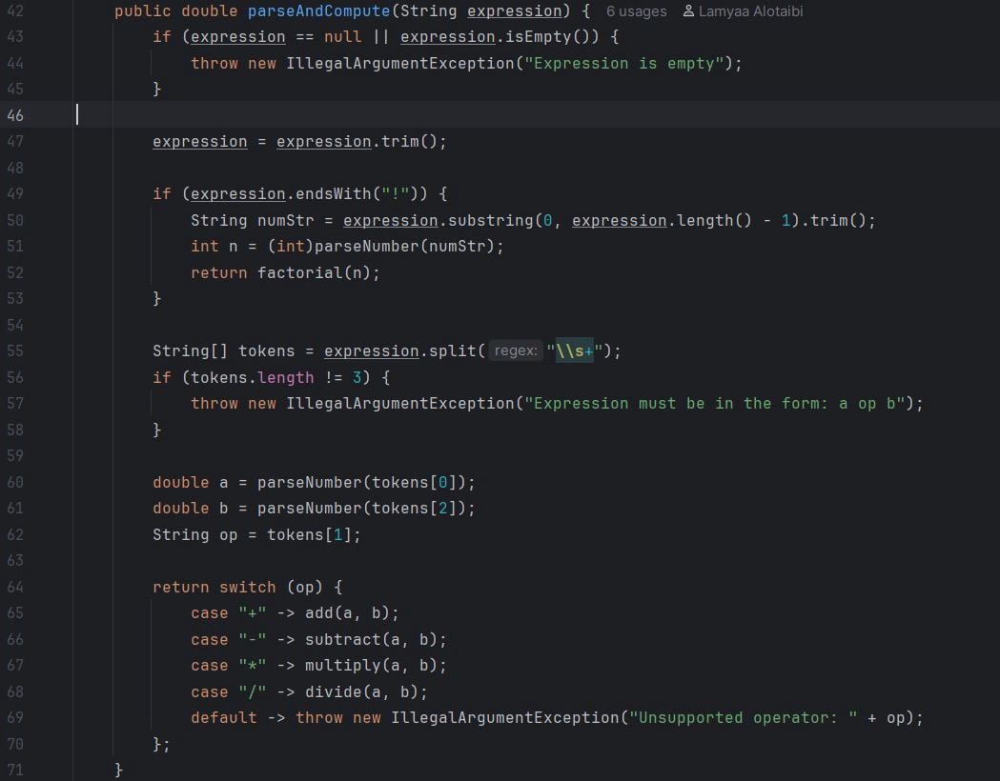 42 public double parseAndCompute(String expression) { 6 usages Lamyaa Alotaibi
43 if (expression == null || expression.isEmpty()) {
44 throw new IllegalArgumentException("Expression is empty");
45 }
46
47 expression = expression.trim();
48
49 if (expression.endsWith("!")) {
50 String numStr = expression.substring(0, expression.length() - 1).trim();
51 int n = (int)parseNumber(numStr);
52 return factorial(n);
53 }
54
55 String[] tokens = expression.split( regex: "\\s+");
56 if (tokens.length != 3) {
57 throw new IllegalArgumentException("Expression must be in the form: a op b");
58 }
59
60 double a = parseNumber(tokens[0]);
61 double b = parseNumber(tokens[2]);
62 String op = tokens[1];
63
64 return switch (op) {
65 case "+" -> add(a, b);
66 case "-" -> subtract(a, b);
67 case "*" -> multiply(a, b);
68 case "/" -> divide(a, b);
69 default -> throw new IllegalArgumentException("Unsupported operator: " + op);
70 };
71 }